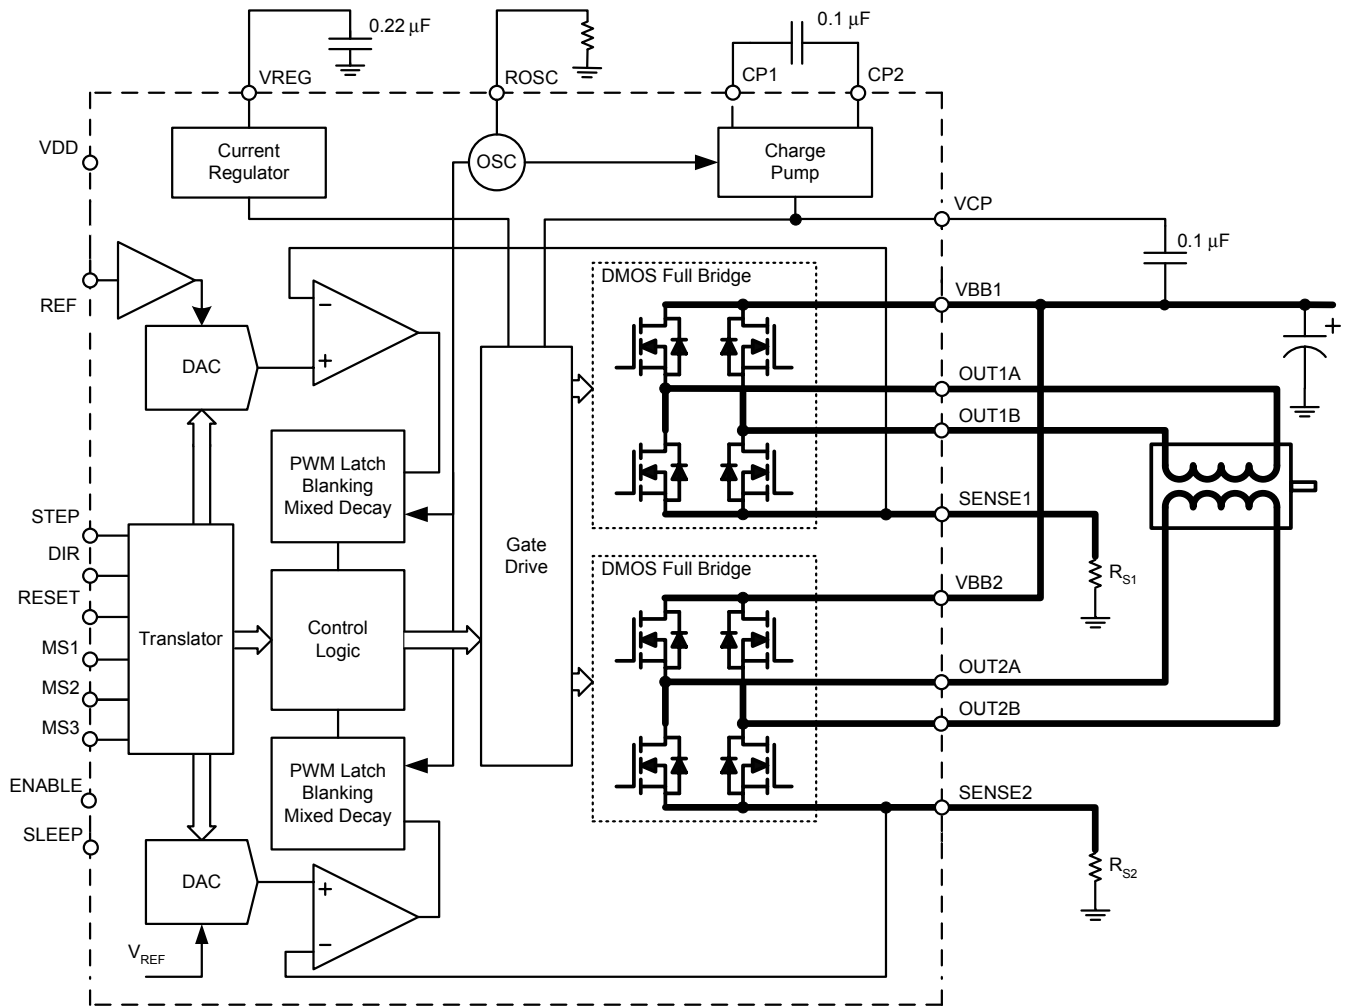 0.22 µF
0.1 µF
VREG
ROSC
CP1
CP2
VDD
Current
Regulator
OSC
Charge
Pump
VCP
0.1 µF
REF
DMOS Full Bridge
VBB1
−
+
+
DAC
OUT1A
OUT1B
PWM Latch
Blanking
Mixed Decay
SENSE1
STEP
DIR
RESET
MS1
MS2
MS3
Translator
Control
Logic
Gate
Drive
DMOS Full Bridge
RS1
VBB2
OUT2A
OUT2B
ENABLE
SLEEP
PWM Latch
Blanking
Mixed Decay
SENSE2
DAC
+
−
RS2
VREF